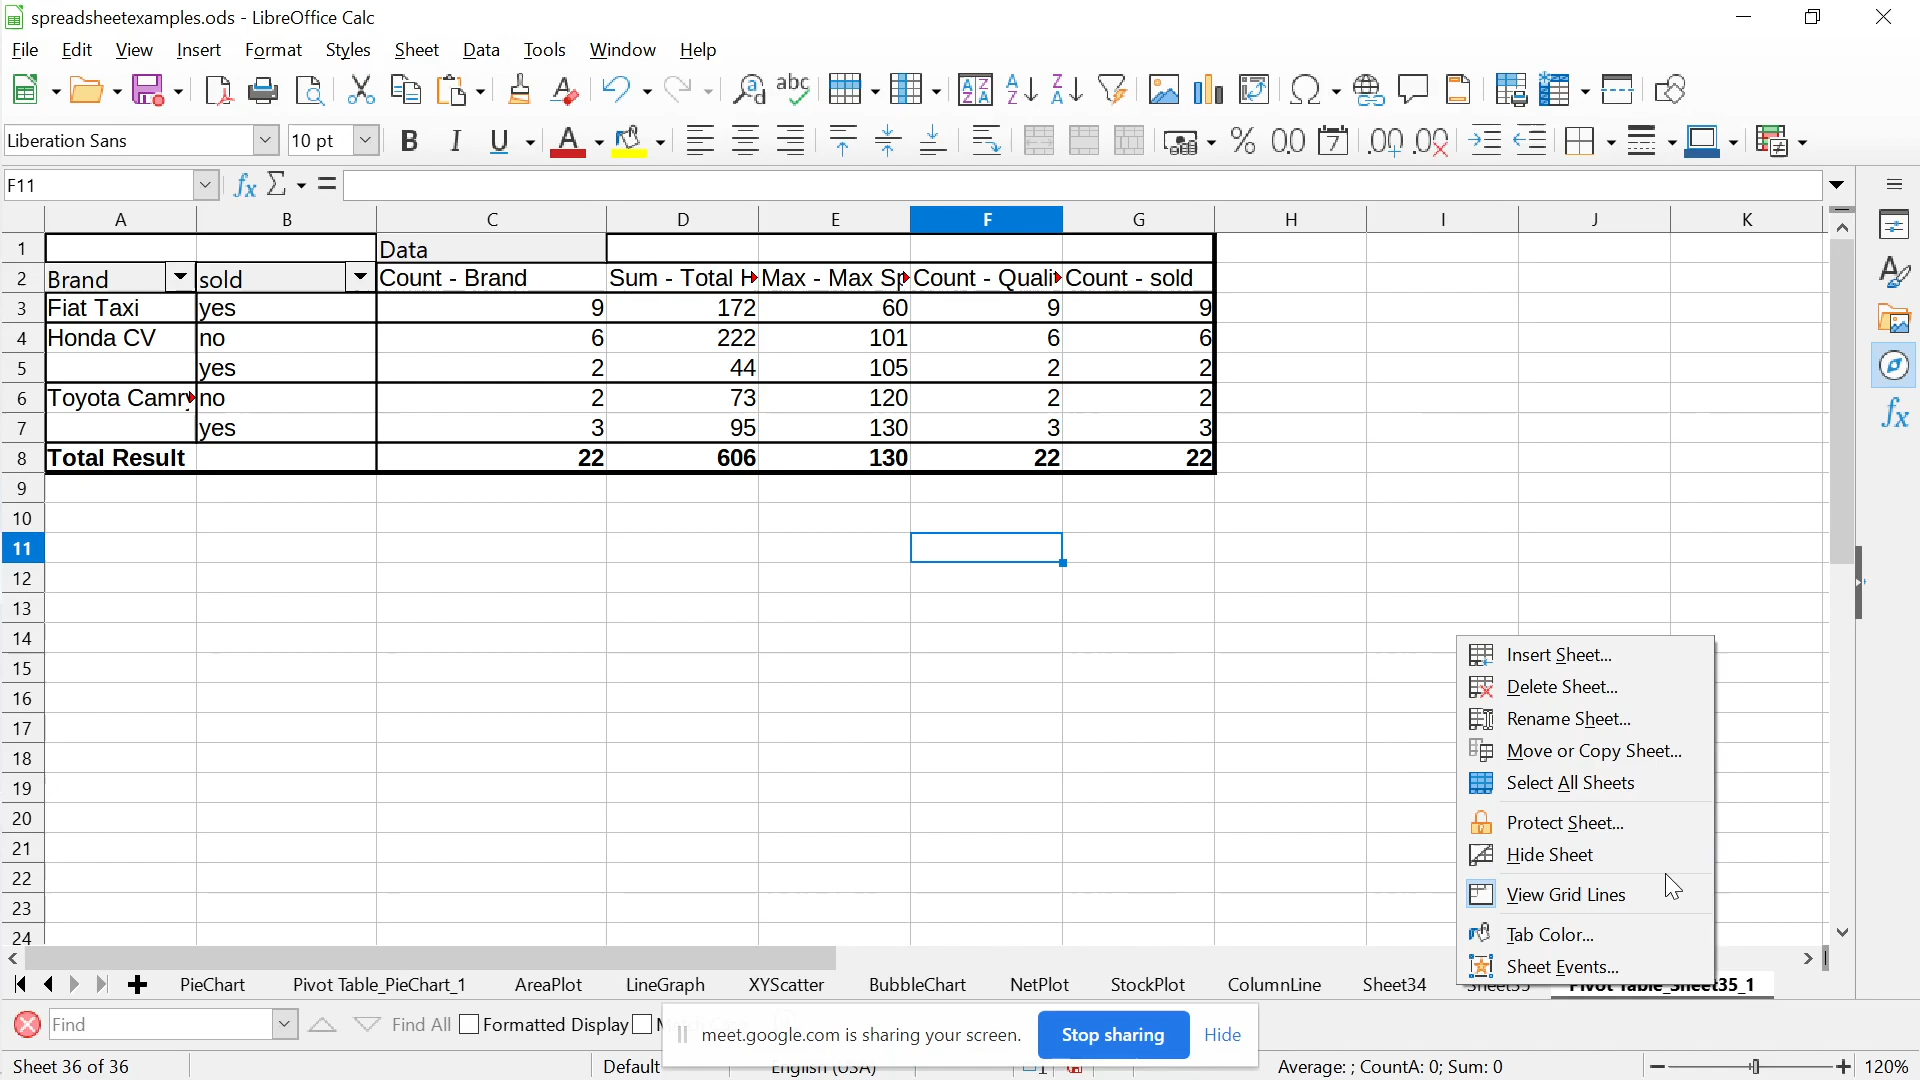 spreadsheetexamples.ods - LibreOffice Calc
File Edit View Insert Format Styles Sheet Data Tools Window Help
Liberation Sans 10 pt
F11
A B C D E F G H I J K
1 Data
2 Brand sold Count - Brand Sum - Total H Max - Max Sp Count - Quali Count - sold
3 Fiat Taxi yes 9 172 60 9 9
4 Honda CV no 6 222 101 6 6
5 yes 2 44 105 2 2
6 Toyota Camry no 2 73 120 2 2
7 yes 3 95 130 3 3
8 Total Result 22 606 130 22 22
9
10
11
12
13
14
15
16
17
18
19
20
21
22
23
24
Insert Sheet...
Delete Sheet...
Rename Sheet...
Move or Copy Sheet...
Select All Sheets
Protect Sheet...
Hide Sheet
View Grid Lines
Tab Color...
Sheet Events...
PieChart Pivot Table_PieChart_1 AreaPlot LineGraph XYScatter BubbleChart NetPlot StockPlot ColumnLine Sheet34 Sheet35 Pivot Table_Sheet35_1
Find Find All Formatted Display
meet.google.com is sharing your screen. Stop sharing Hide
Sheet 36 of 36 Default English (USA) Average: ; CountA: 0; Sum: 0 120%